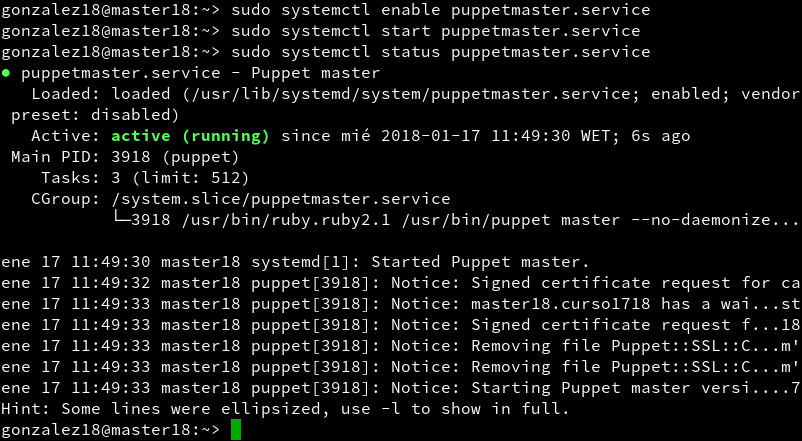 gonzalez18@master18:~> sudo systemctl enable puppetmaster.service
gonzalez18@master18:~> sudo systemctl start puppetmaster.service
gonzalez18@master18:~> sudo systemctl status puppetmaster.service
● puppetmaster.service - Puppet master
   Loaded: loaded (/usr/lib/systemd/system/puppetmaster.service; enabled; vendor
 preset: disabled)
   Active: active (running) since mié 2018-01-17 11:49:30 WET; 6s ago
 Main PID: 3918 (puppet)
    Tasks: 3 (limit: 512)
   CGroup: /system.slice/puppetmaster.service
           └─3918 /usr/bin/ruby.ruby2.1 /usr/bin/puppet master --no-daemonize...

ene 17 11:49:30 master18 systemd[1]: Started Puppet master.
ene 17 11:49:32 master18 puppet[3918]: Notice: Signed certificate request for ca
ene 17 11:49:33 master18 puppet[3918]: Notice: master18.curso1718 has a wai...st
ene 17 11:49:33 master18 puppet[3918]: Notice: Signed certificate request f...18
ene 17 11:49:33 master18 puppet[3918]: Notice: Removing file Puppet::SSL::C...m'
ene 17 11:49:33 master18 puppet[3918]: Notice: Removing file Puppet::SSL::C...m'
ene 17 11:49:33 master18 puppet[3918]: Notice: Starting Puppet master versi....7
Hint: Some lines were ellipsized, use -l to show in full.
gonzalez18@master18:~>